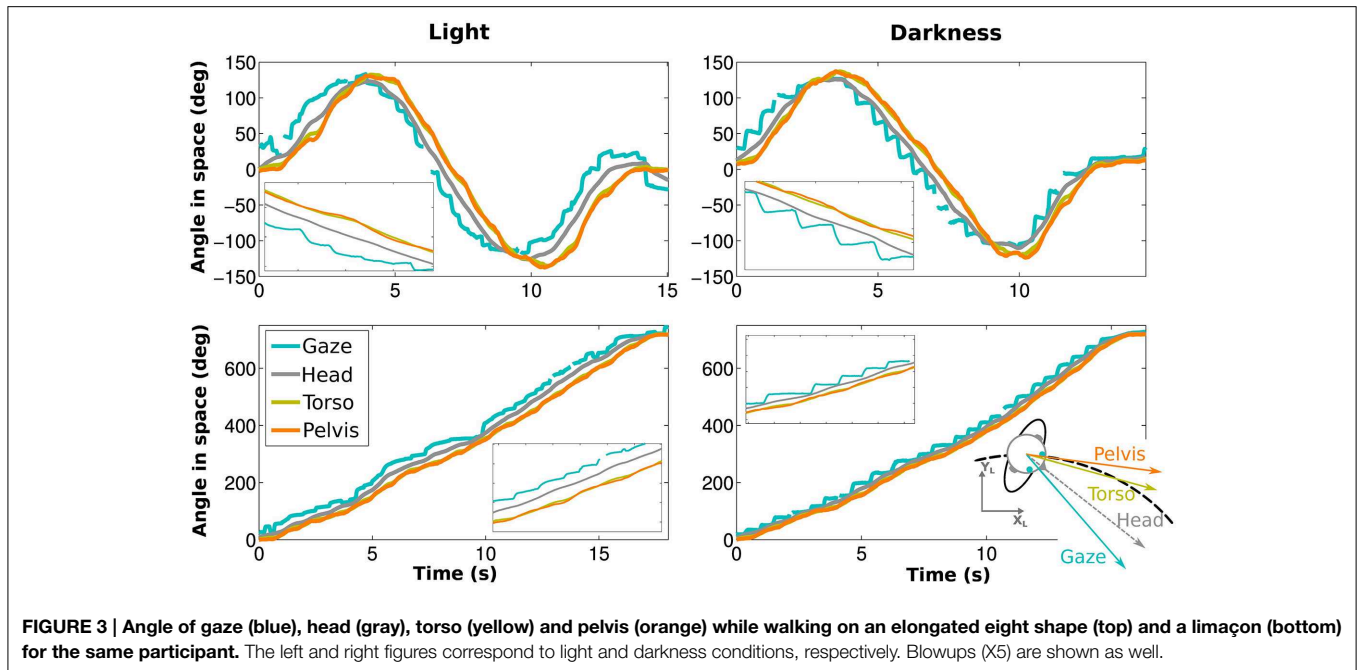 Light
Darkness
Angle in space (deg)
150
100
50
0
−50
−100
−150
0
5
10
15
150
100
50
0
−50
−100
−150
0
5
10
Angle in space (deg)
600
400
200
0
Gaze
Head
Torso
Pelvis
5
10
15
Time (s)
600
400
200
0
0
5
10
Time (s)
Y_L
X_L
Pelvis
Torso
Head
Gaze
FIGURE 3 | Angle of gaze (blue), head (gray), torso (yellow) and pelvis (orange) while walking on an elongated eight shape (top) and a limaçon (bottom)
for the same participant. The left and right figures correspond to light and darkness conditions, respectively. Blowups (X5) are shown as well.